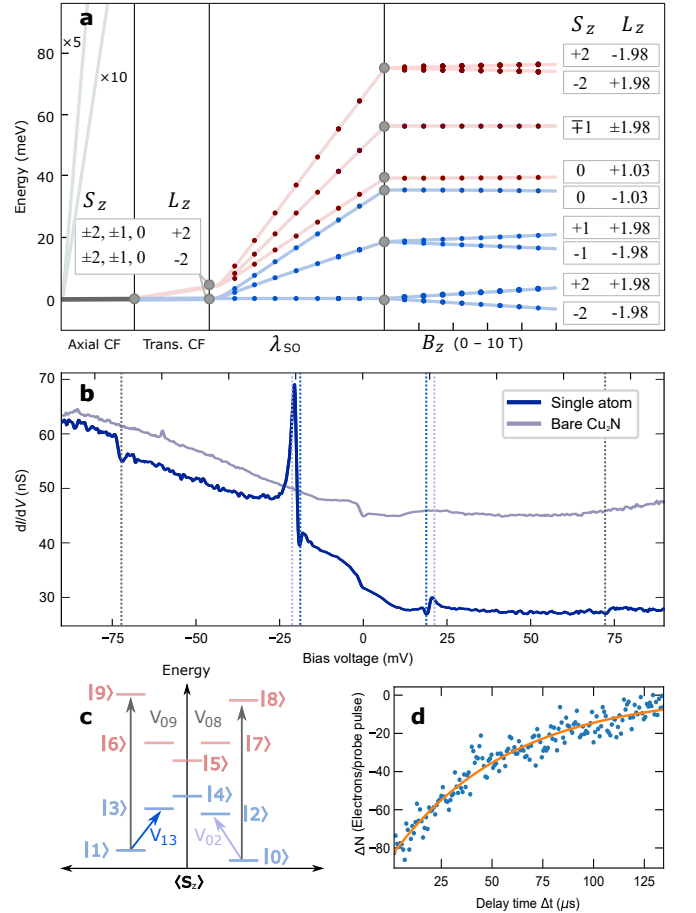 a
S_Z L_Z
×5
×10
80
60
40
20
0
Energy (meV)
+2 -1.98
-2 +1.98
∓1 ±1.98
0 +1.03
0 -1.03
+1 +1.98
-1 -1.98
+2 +1.98
-2 -1.98
S_Z L_Z
±2, ±1, 0 +2
±2, ±1, 0 -2
Axial CF Trans. CF λ_SO B_Z (0 – 10 T)
b
Single atom
Bare Cu₂N
70
60
50
40
30
dI/dV (nS)
−75 −50 −25 0 25 50 75
Bias voltage (mV)
c
Energy
|9⟩ |8⟩
V₀₉ V₀₈
|6⟩ |7⟩
|5⟩
|4⟩
|3⟩ |2⟩
V₁₃ V₀₂
|1⟩ |0⟩
⟨S_z⟩
d
0
−20
−40
−60
−80
ΔN (Electrons/probe pulse)
25 50 75 100 125
Delay time Δt (μs)